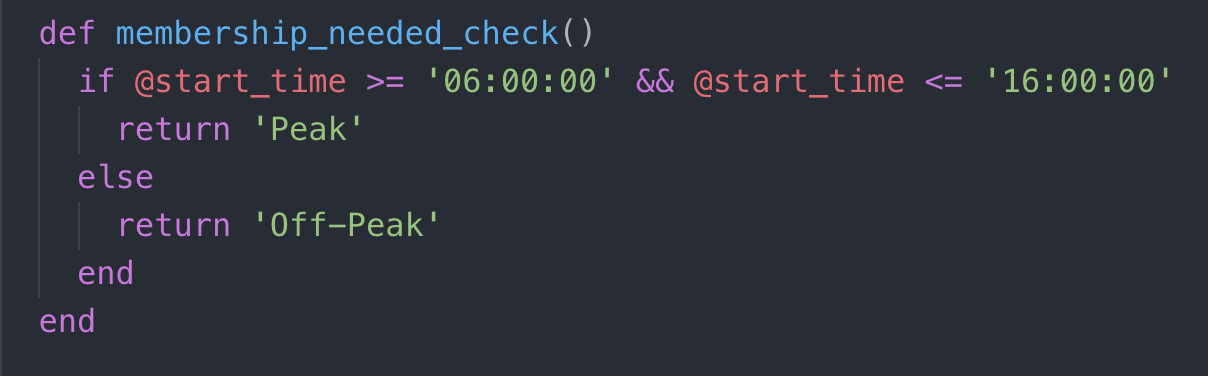 def membership_needed_check()
  if @start_time >= '06:00:00' && @start_time <= '16:00:00'
    return 'Peak'
  else
    return 'Off-Peak'
  end
end